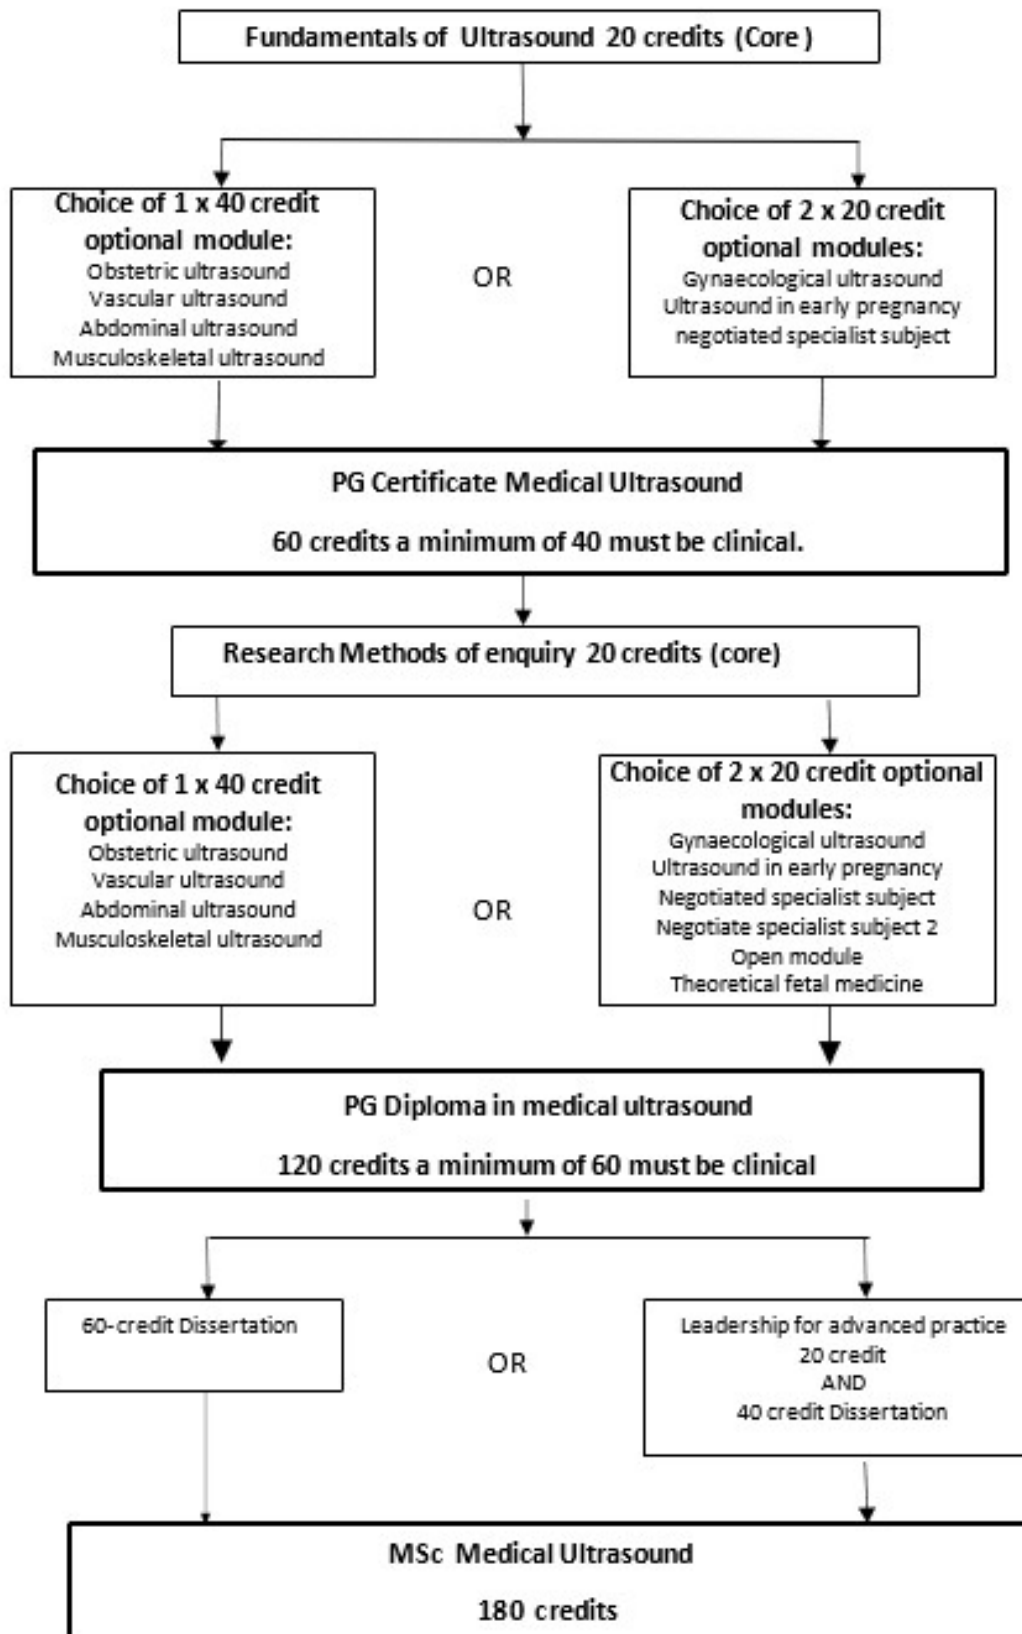 Fundamentals of Ultrasound 20 credits (Core )
Choice of 1 x 40 credit
optional module:
Obstetric ultrasound
Vascular ultrasound
Abdominal ultrasound
Musculoskeletal ultrasound
OR
Choice of 2 x 20 credit
optional modules:
Gynaecological ultrasound
Ultrasound in early pregnancy
negotiated specialist subject
PG Certificate Medical Ultrasound
60 credits a minimum of 40 must be clinical.
Research Methods of enquiry 20 credits (core)
Choice of 1 x 40 credit
optional module:
Obstetric ultrasound
Vascular ultrasound
Abdominal ultrasound
Musculoskeletal ultrasound
OR
Choice of 2 x 20 credit optional
modules:
Gynaecological ultrasound
Ultrasound in early pregnancy
Negotiated specialist subject
Negotiate specialist subject 2
Open module
Theoretical fetal medicine
PG Diploma in medical ultrasound
120 credits a minimum of 60 must be clinical
60-credit Dissertation
OR
Leadership for advanced practice
20 credit
AND
40 credit Dissertation
MSc Medical Ultrasound
180 credits